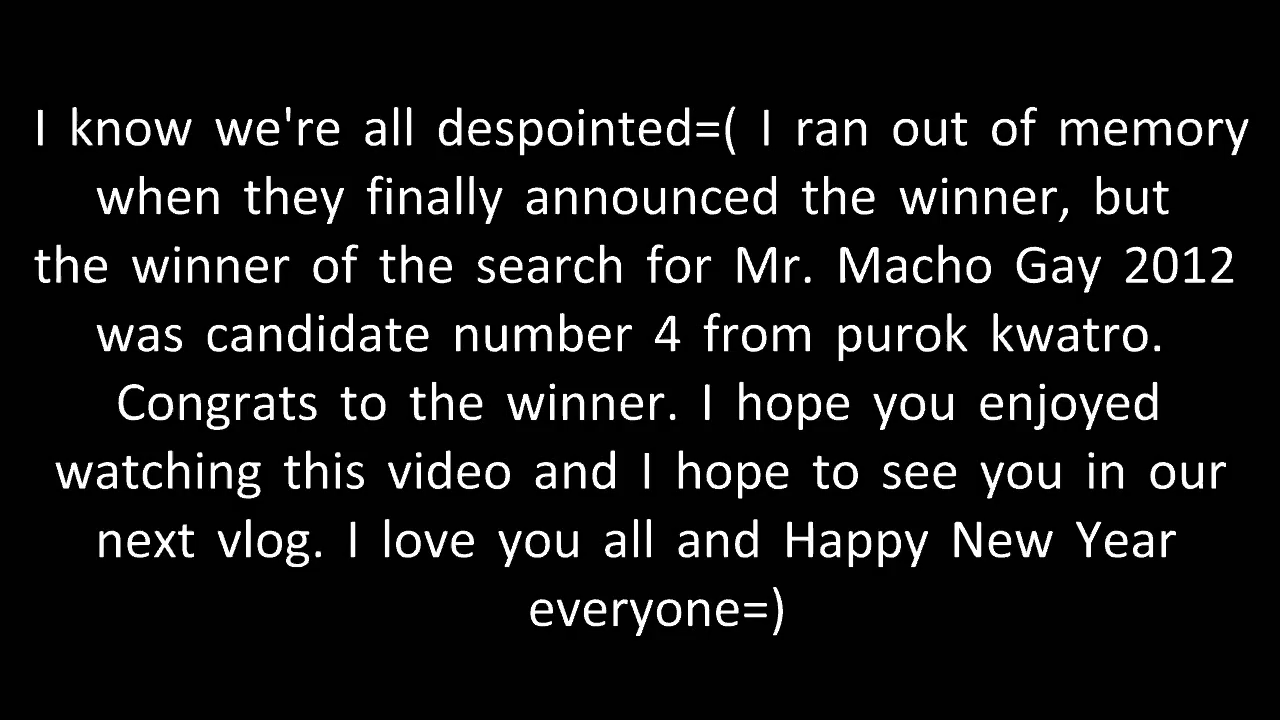 I know we're all despointed=( I ran out of memory
when they finally announced the winner, but
the winner of the search for Mr. Macho Gay 2012
was candidate number 4 from purok kwatro.
Congrats to the winner. I hope you enjoyed
watching this video and I hope to see you in our
next vlog. I love you all and Happy New Year
everyone=)